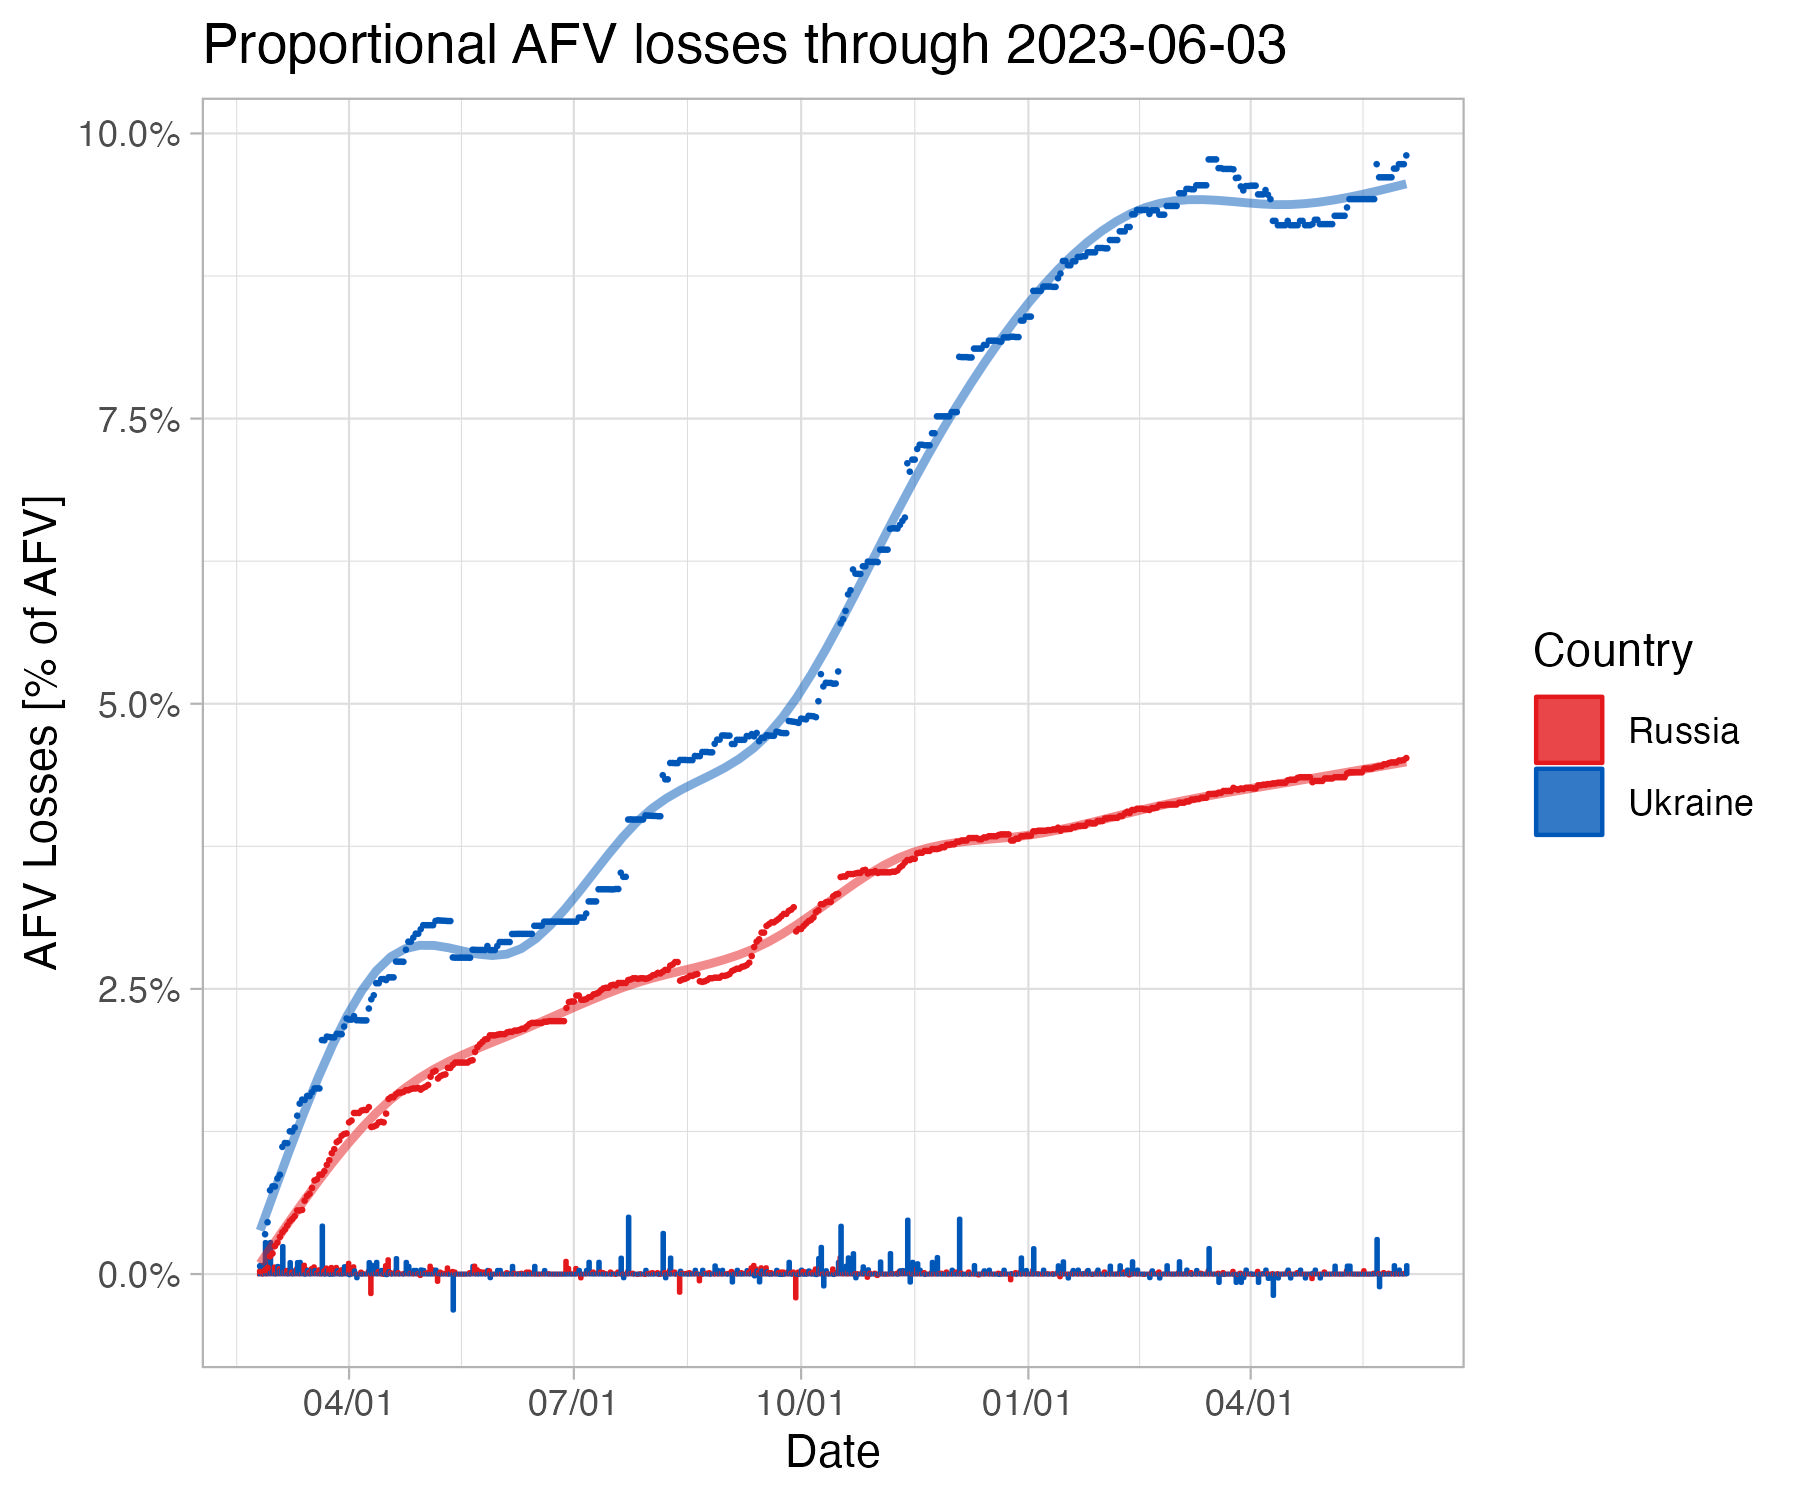 Proportional AFV losses through 2023-06-03
10.0%
7.5%
5.0%
2.5%
0.0%
AFV Losses [% of AFV]
04/01
07/01
10/01
01/01
04/01
Date
Country
Russia
Ukraine